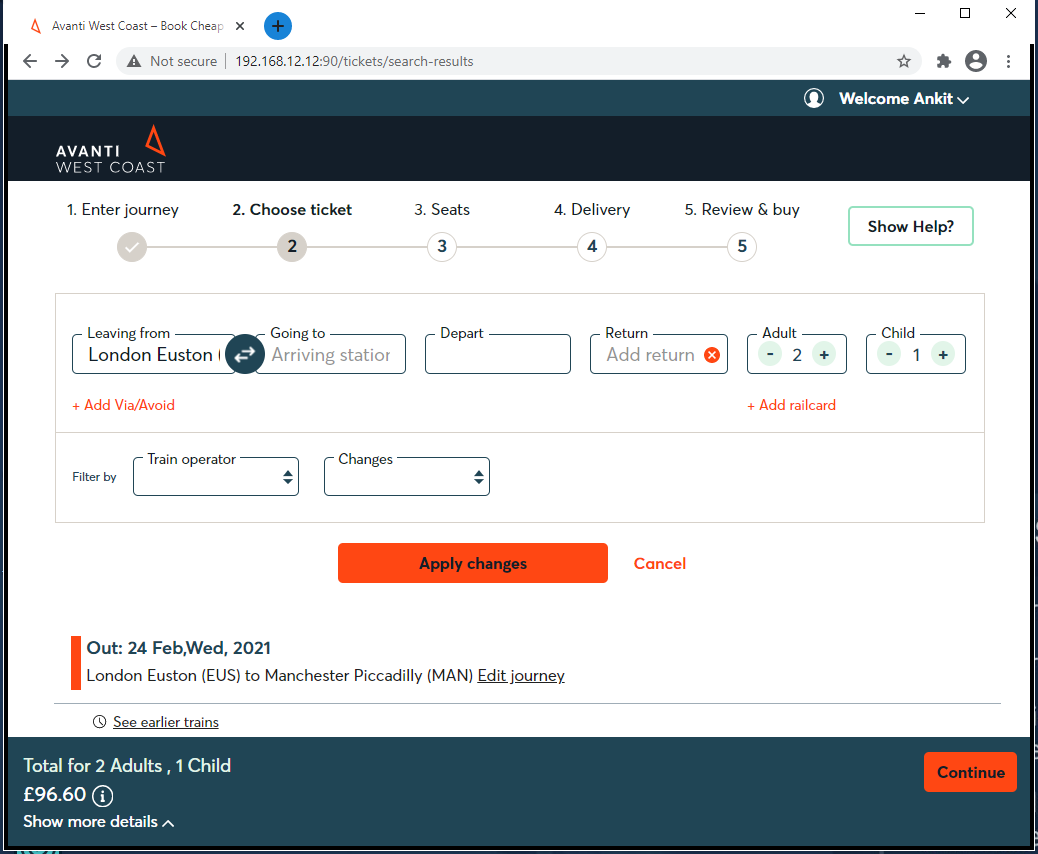 Avanti West Coast – Book Cheap
Not secure 192.168.12.12:90/tickets/search-results
Welcome Ankit
AVANTI
WEST COAST
1. Enter journey 2. Choose ticket 3. Seats 4. Delivery 5. Review & buy
Show Help?
2 3 4 5
Leaving from Going to Depart Return Adult Child
London Euston ( Arriving station Add return - 2 + - 1 +
+ Add Via/Avoid + Add railcard
Train operator Changes
Filter by
Apply changes Cancel
Out: 24 Feb,Wed, 2021
London Euston (EUS) to Manchester Piccadilly (MAN) Edit journey
See earlier trains
Total for 2 Adults , 1 Child
£96.60
Continue
Show more details